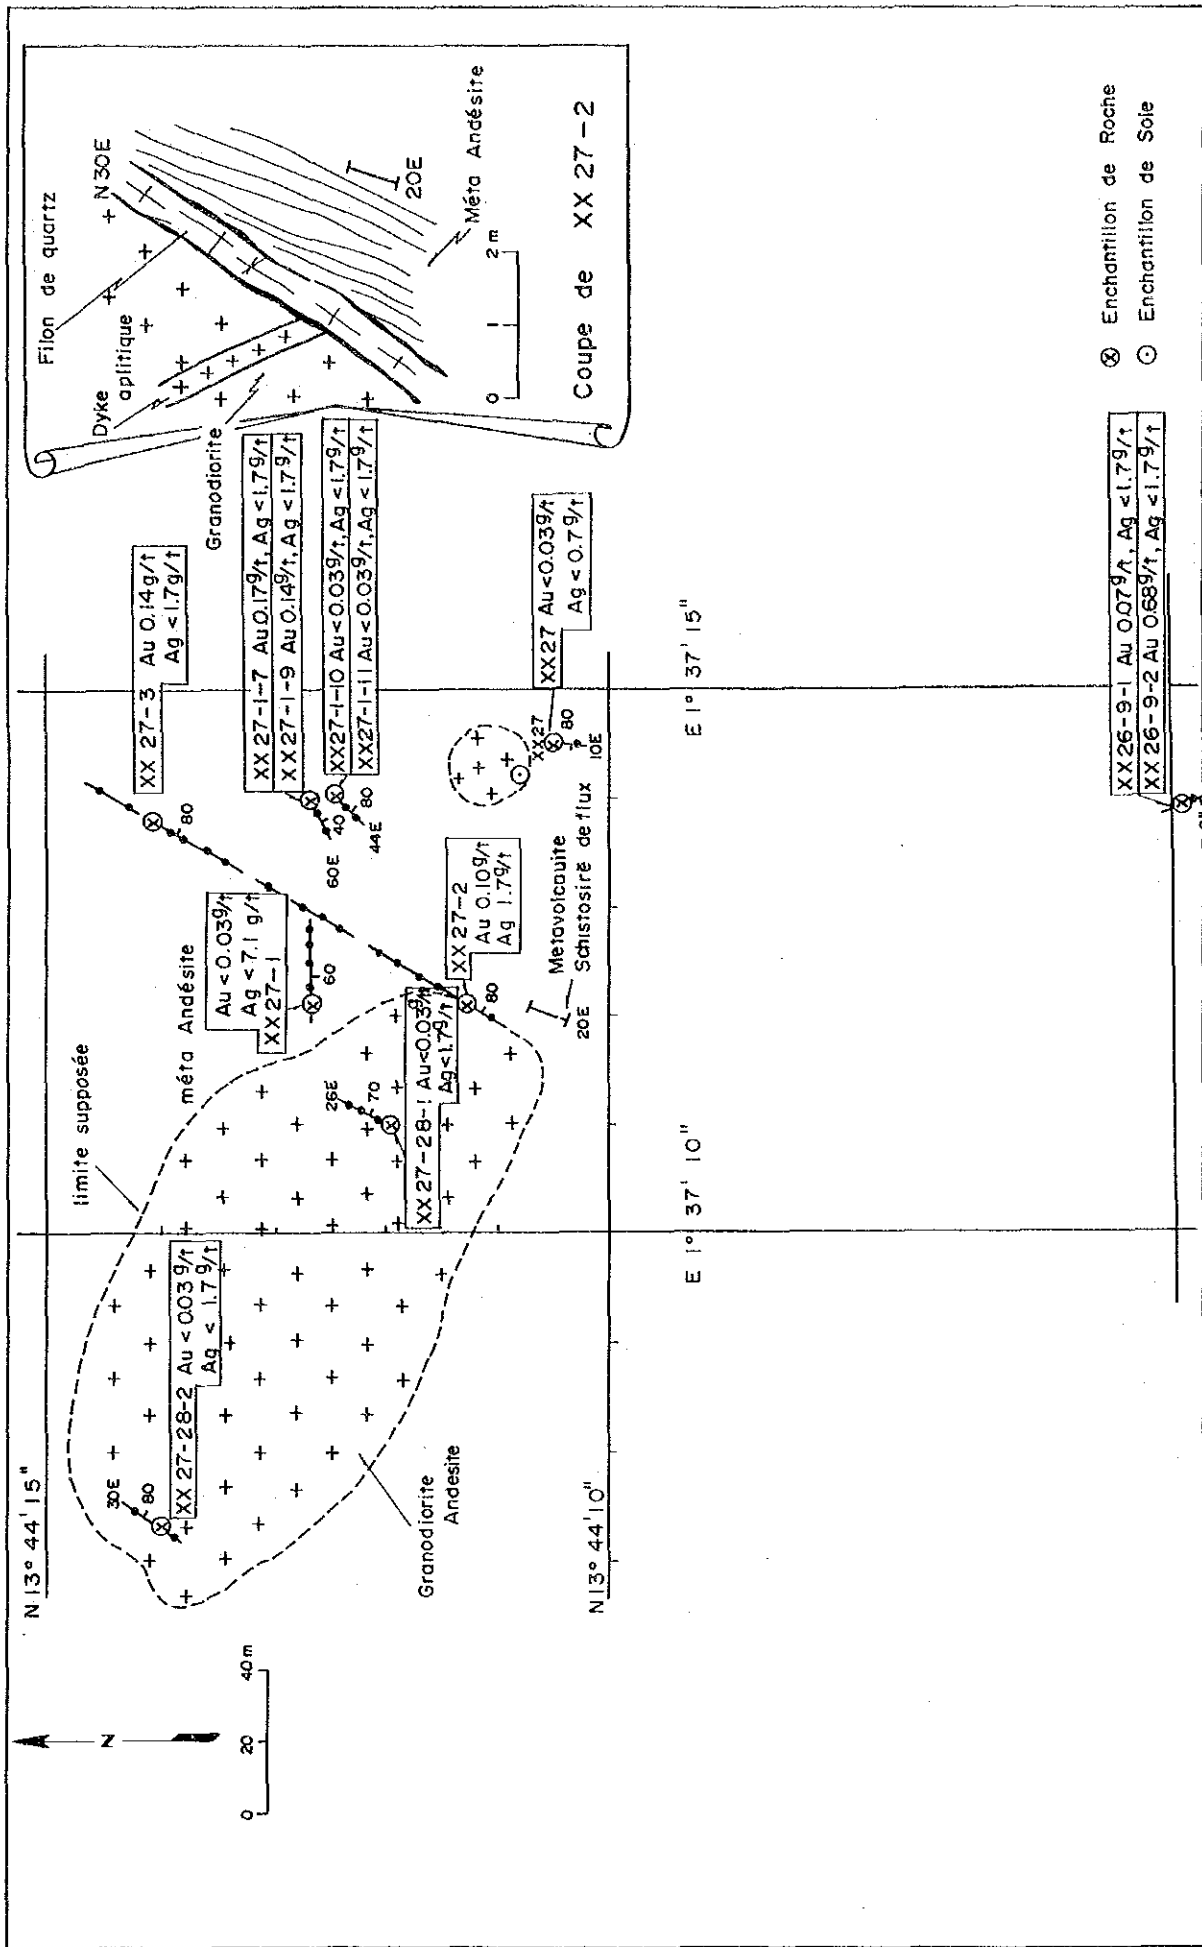 Filon de quartz
N30E
Dyke
aplitique
Granodiorite
20E
Méta Andésite
0 1 2m
Coupe de XX 27-2
XX 27-3 Au 0.14g/t
Ag <1.7g/t
XX 27-1-7 Au 0.17g/t, Ag <1.7g/t
XX 27-1-9 Au 0.14g/t, Ag <1.7g/t
XX27-1-10 Au<0.03g/t, Ag <1.7g/t
XX27-1-11 Au<0.03g/t, Ag <1.7g/t
XX27 Au<0.03g/t
Ag < 0.7g/t
80
40
60E
80
44E
XX27
80
10E
E 1° 37' 15"
Au < 0.03g/t
Ag < 7.1 g/t
XX 27-1
60
méta Andésite
limite supposée
XX 27-2
Au 0.10g/t
Ag 1.7g/t
80
20E
Metavolcauite
Schistosiré de flux
26E
70
XX 27-28-1 Au<0.03g/t
Ag<1.7g/t
E 1° 37' 10"
XX 27-28-2 Au <0.03g/t
Ag < 1.7g/t
30E
80
Granodiorite
Andesite
N 13° 44' 15"
N 13° 44' 10"
N
0 20 40m
XX26-9-1 Au 0.07g/t, Ag <1.7g/t
XX26-9-2 Au 0.68g/t, Ag <1.7g/t
Enchantillon de Roche
Enchantillon de Sole